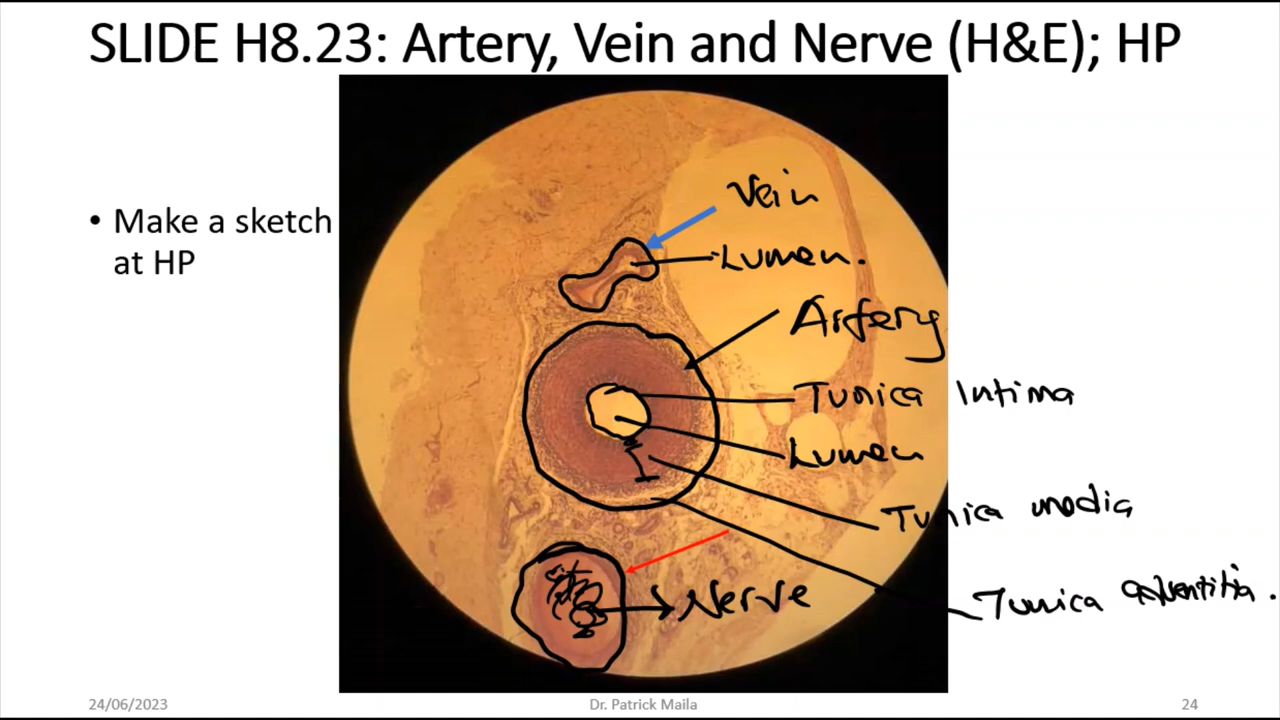 SLIDE H8.23: Artery, Vein and Nerve (H&E); HP
• Make a sketch
at HP
Vein
Lumen.
Artery
Tunica Intima
Lumen
Tunica media
Tunica adventitia.
Nerve
24/06/2023
Dr. Patrick Maila
24